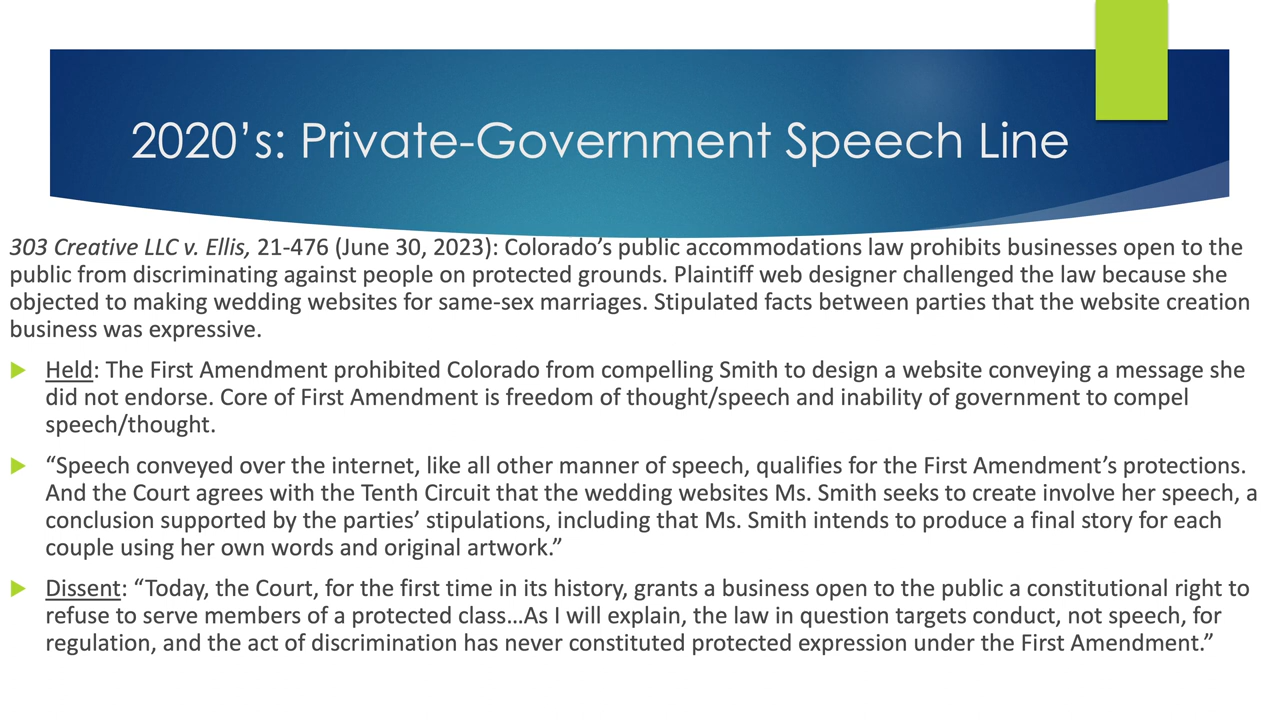 2020’s: Private-Government Speech Line
303 Creative LLC v. Ellis, 21-476 (June 30, 2023): Colorado’s public accommodations law prohibits businesses open to the
public from discriminating against people on protected grounds. Plaintiff web designer challenged the law because she
objected to making wedding websites for same-sex marriages. Stipulated facts between parties that the website creation
business was expressive.
Held: The First Amendment prohibited Colorado from compelling Smith to design a website conveying a message she
did not endorse. Core of First Amendment is freedom of thought/speech and inability of government to compel
speech/thought.
“Speech conveyed over the internet, like all other manner of speech, qualifies for the First Amendment’s protections.
And the Court agrees with the Tenth Circuit that the wedding websites Ms. Smith seeks to create involve her speech, a
conclusion supported by the parties’ stipulations, including that Ms. Smith intends to produce a final story for each
couple using her own words and original artwork.”
Dissent: “Today, the Court, for the first time in its history, grants a business open to the public a constitutional right to
refuse to serve members of a protected class…As I will explain, the law in question targets conduct, not speech, for
regulation, and the act of discrimination has never constituted protected expression under the First Amendment.”